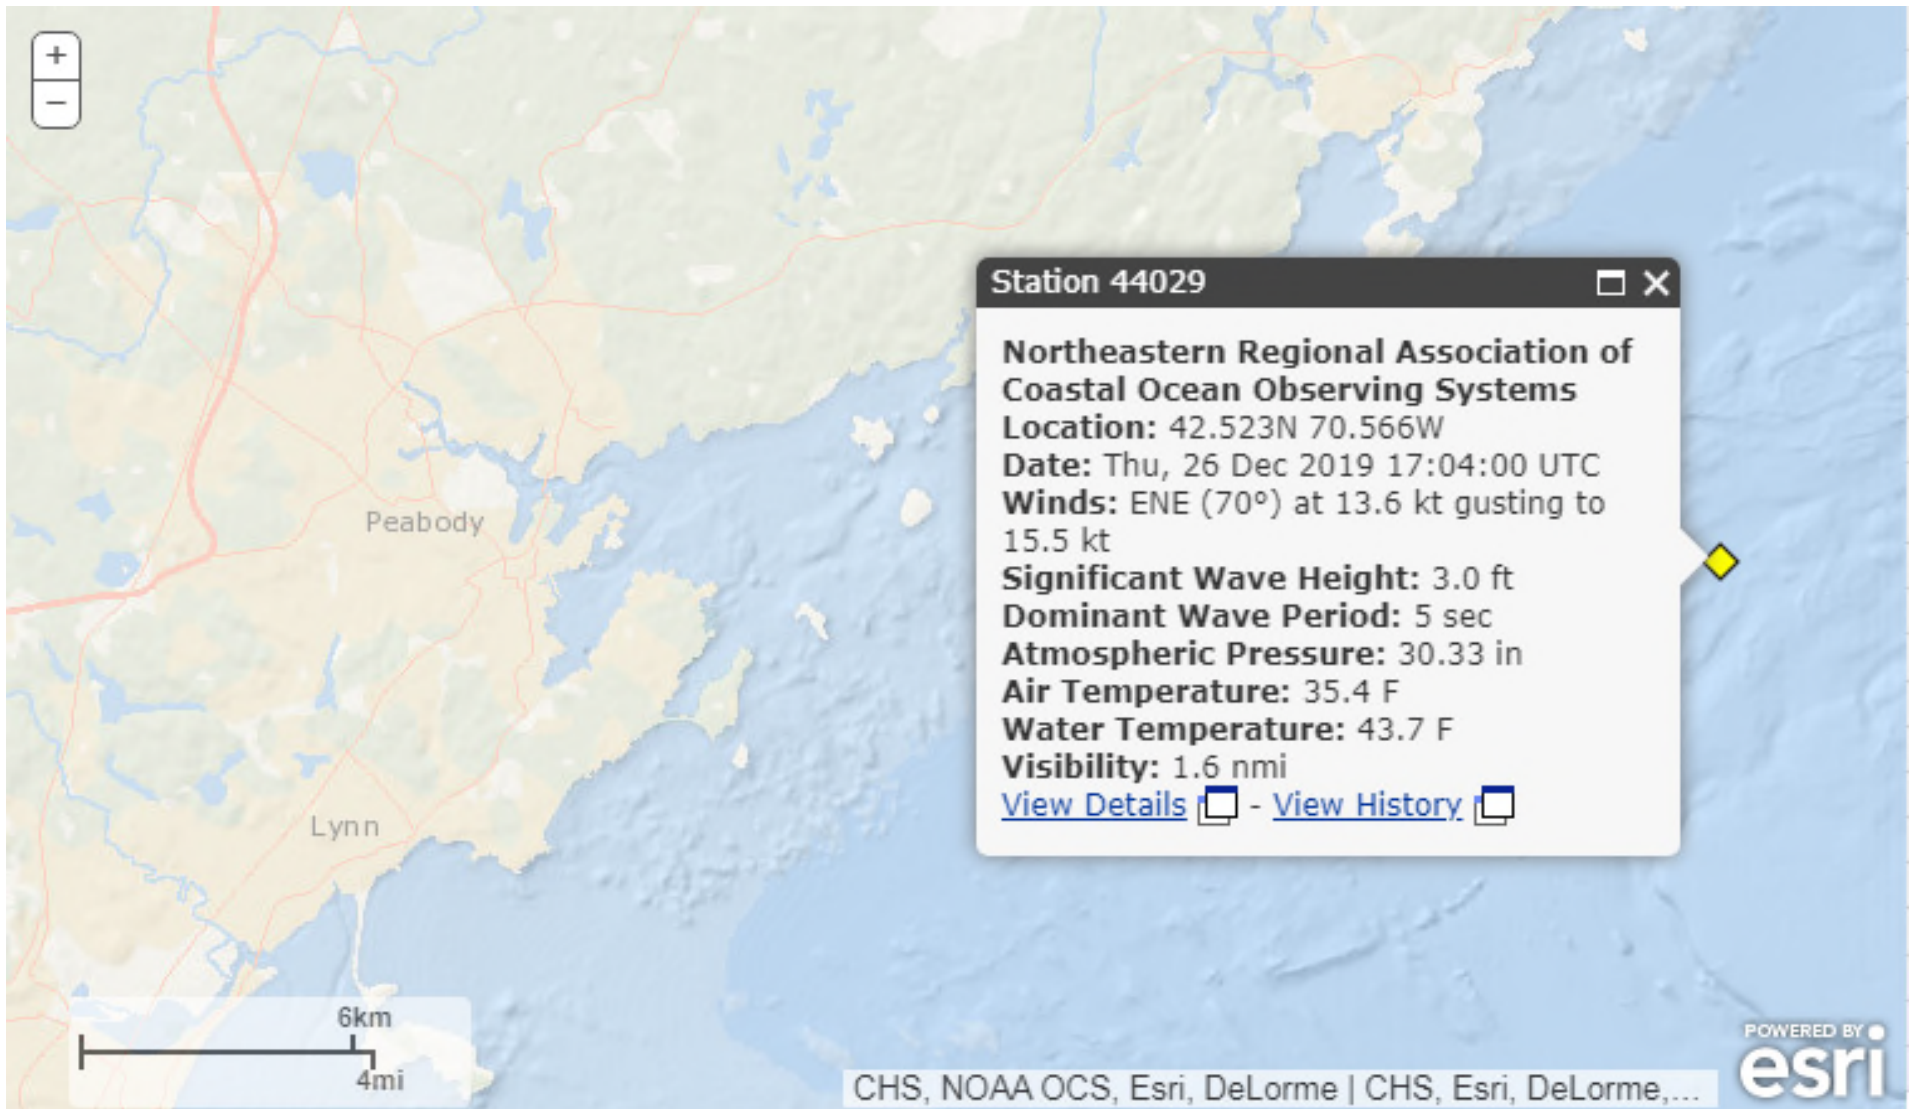 +
−
Station 44029
Northeastern Regional Association of
Coastal Ocean Observing Systems
Location: 42.523N 70.566W
Date: Thu, 26 Dec 2019 17:04:00 UTC
Winds: ENE (70º) at 13.6 kt gusting to
15.5 kt
Significant Wave Height: 3.0 ft
Dominant Wave Period: 5 sec
Atmospheric Pressure: 30.33 in
Air Temperature: 35.4 F
Water Temperature: 43.7 F
Visibility: 1.6 nmi
View Details - View History
Peabody
Lynn
6km
4mi
CHS, NOAA OCS, Esri, DeLorme | CHS, Esri, DeLorme,...
POWERED BY
esri